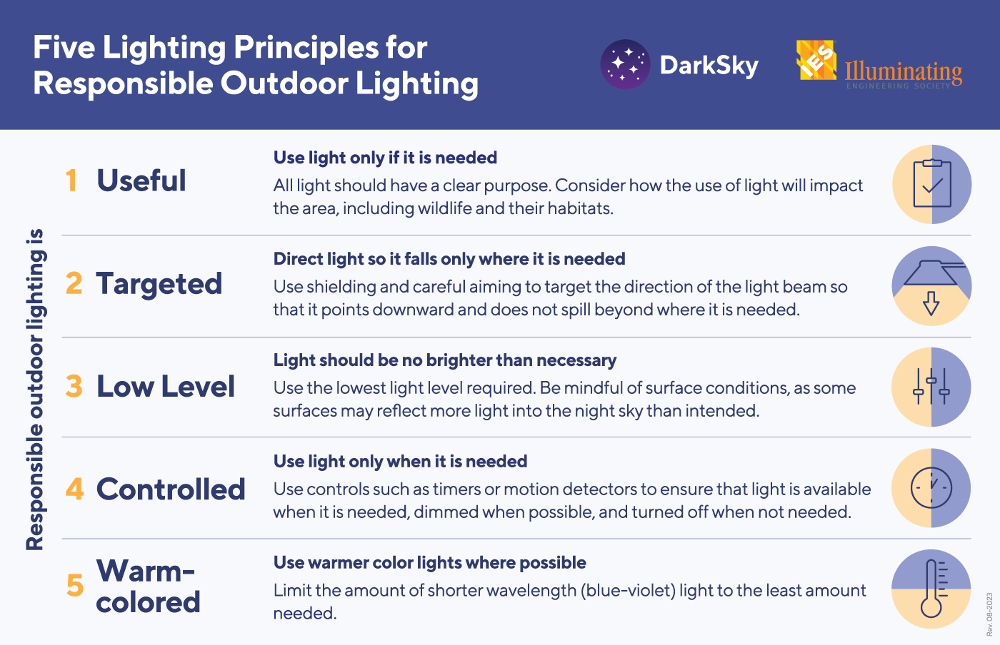 Five Lighting Principles for
Responsible Outdoor Lighting
DarkSky
IES
Illuminating
ENGINEERING SOCIETY
Responsible outdoor lighting is
1 Useful
Use light only if it is needed
All light should have a clear purpose. Consider how the use of light will impact
the area, including wildlife and their habitats.
2 Targeted
Direct light so it falls only where it is needed
Use shielding and careful aiming to target the direction of the light beam so
that it points downward and does not spill beyond where it is needed.
3 Low Level
Light should be no brighter than necessary
Use the lowest light level required. Be mindful of surface conditions, as some
surfaces may reflect more light into the night sky than intended.
4 Controlled
Use light only when it is needed
Use controls such as timers or motion detectors to ensure that light is available
when it is needed, dimmed when possible, and turned off when not needed.
5 Warm-
colored
Use warmer color lights where possible
Limit the amount of shorter wavelength (blue-violet) light to the least amount
needed.
Rev. 08-2023